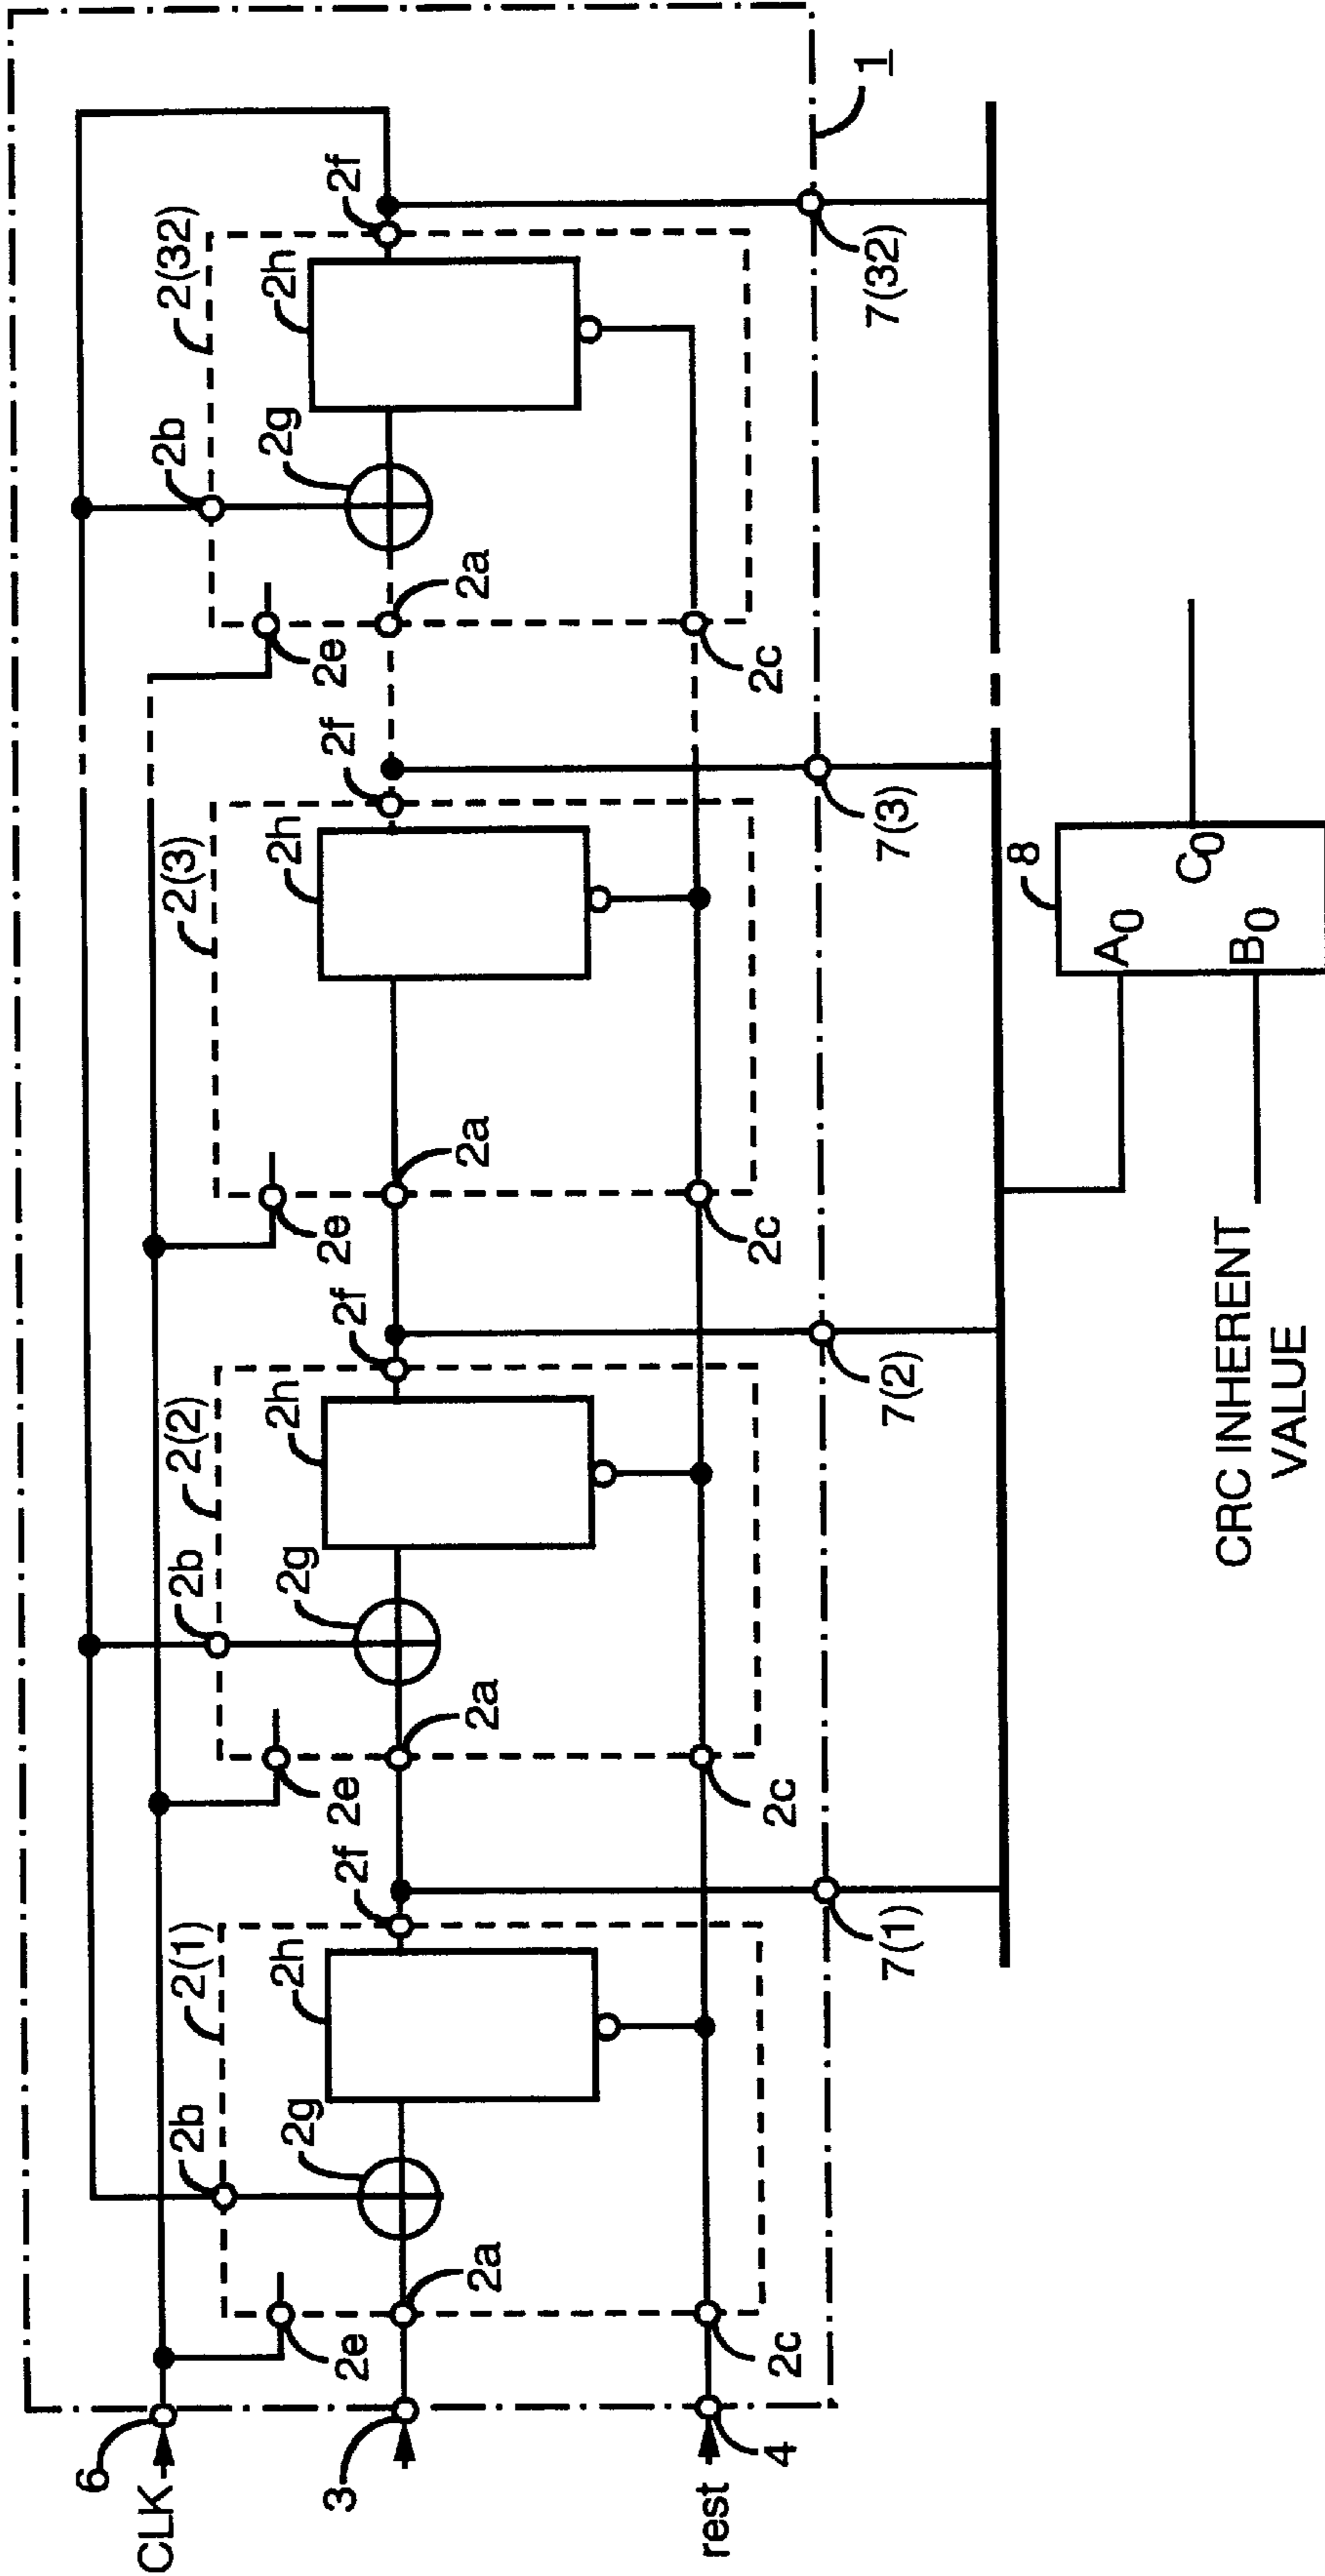 1
2(1)
2(2)
2(3)
2(32)
2b
2b
2b
2g
2h
2g
2h
2h
2g
2h
6
CLK
2e
2f
2e
2f
2e
2f
2e
2f
3
2a
2a
2a
2a
rest
4
2c
2c
2c
2c
7(1)
7(2)
7(3)
7(32)
8
A0
B0
C0
CRC INHERENT
VALUE